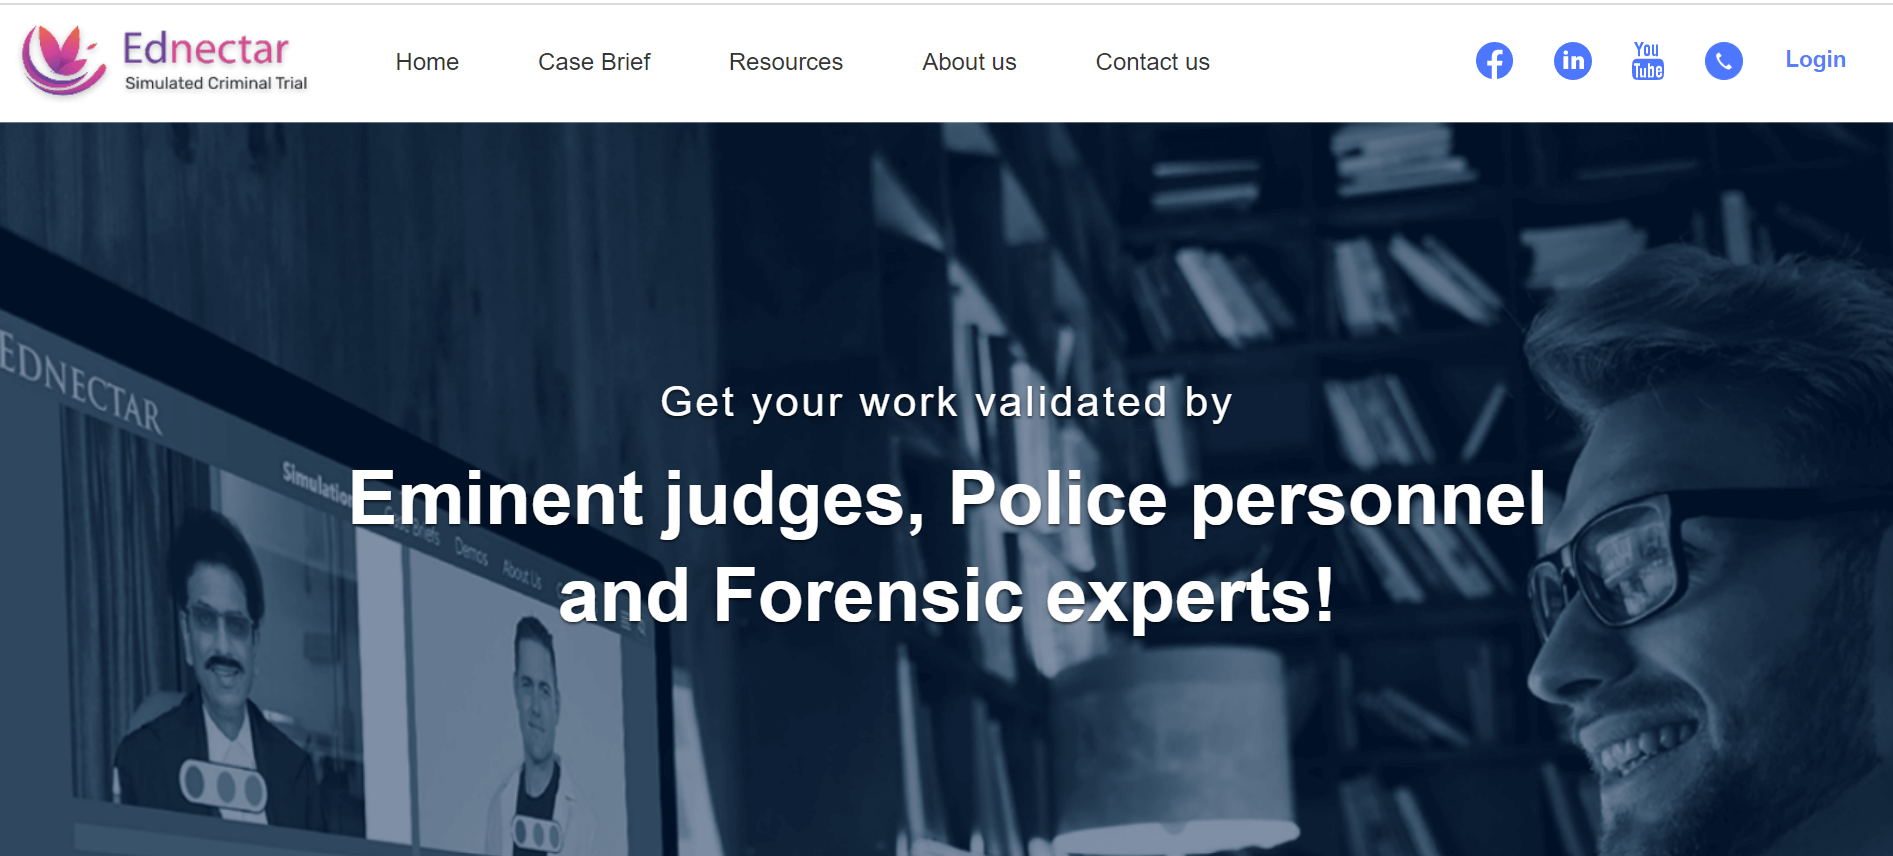 Ednectar
Simulated Criminal Trial
Home
Case Brief
Resources
About us
Contact us
You
Tube
Login
EDNECTAR
Get your work validated by
Eminent judges, Police personnel
and Forensic experts!
Simulation
Briefs
Demos
About Us